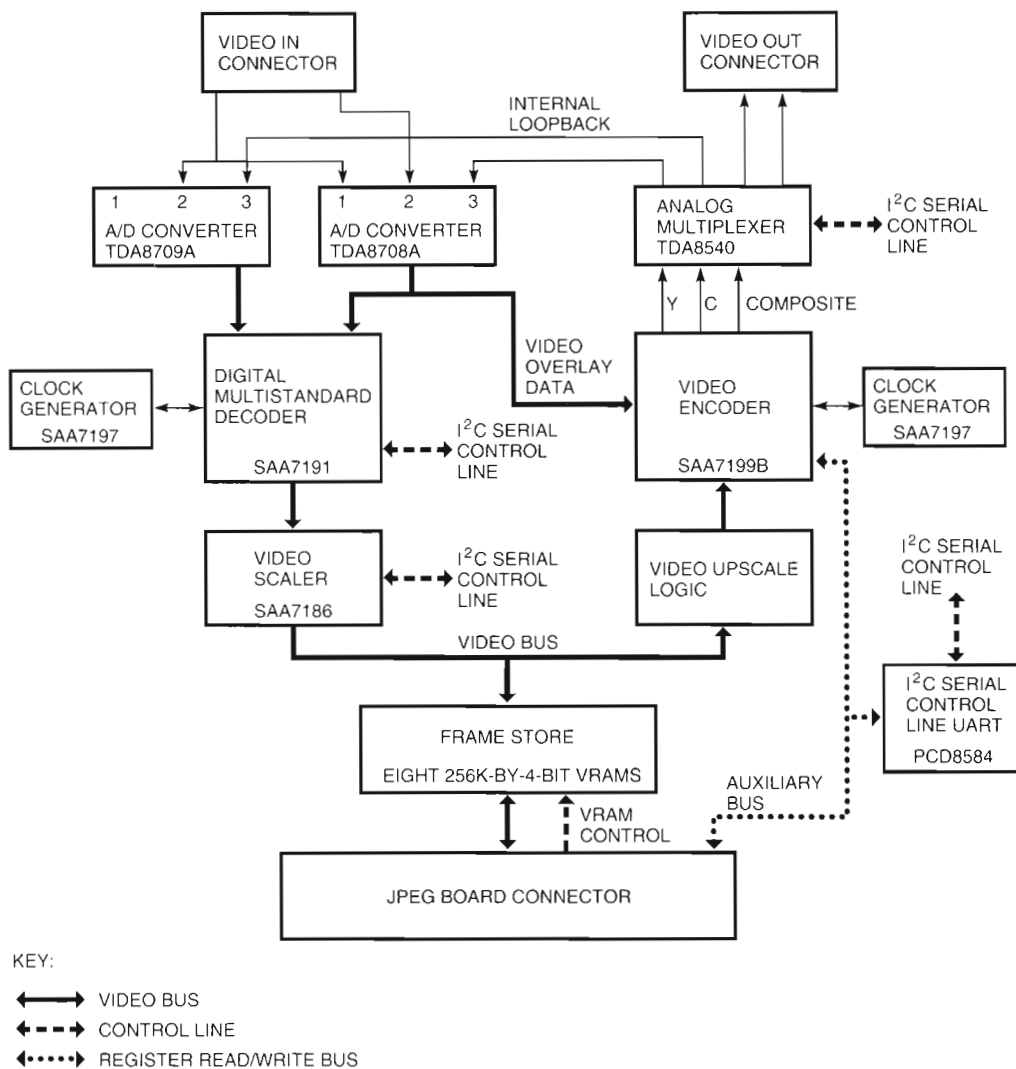 VIDEO IN
CONNECTOR
VIDEO OUT
CONNECTOR
INTERNAL
LOOPBACK
1 2 3
A/D CONVERTER
TDA8709A
1 2 3
A/D CONVERTER
TDA8708A
ANALOG
MULTIPLEXER
TDA8540
I²C SERIAL
CONTROL
LINE
Y
C
COMPOSITE
CLOCK
GENERATOR
SAA7197
DIGITAL
MULTISTANDARD
DECODER
SAA7191
I²C SERIAL
CONTROL
LINE
VIDEO
OVERLAY
DATA
VIDEO
ENCODER
SAA7199B
CLOCK
GENERATOR
SAA7197
VIDEO
SCALER
SAA7186
I²C SERIAL
CONTROL
LINE
VIDEO UPSCALE
LOGIC
I²C SERIAL
CONTROL
LINE
VIDEO BUS
I²C SERIAL
CONTROL
LINE UART
PCD8584
FRAME STORE
EIGHT 256K-BY-4-BIT VRAMS
AUXILIARY
BUS
VRAM
CONTROL
JPEG BOARD CONNECTOR
KEY:
VIDEO BUS
CONTROL LINE
REGISTER READ/WRITE BUS